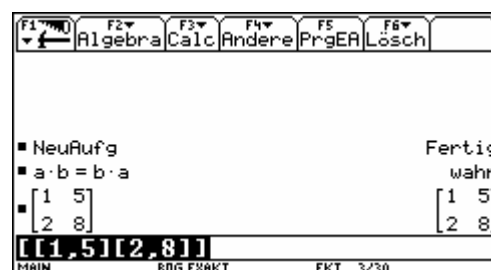 F1 F2 Algebra F3 Calc F4 Andere F5 PrgEA F6 Lösch
NeuAufg Fertig
a·b = b·a wahr
[1 5] [1 5
[2 8] [2 8
[[1,5][2,8]]
MAIN BOG EXAKT FKT 3/30